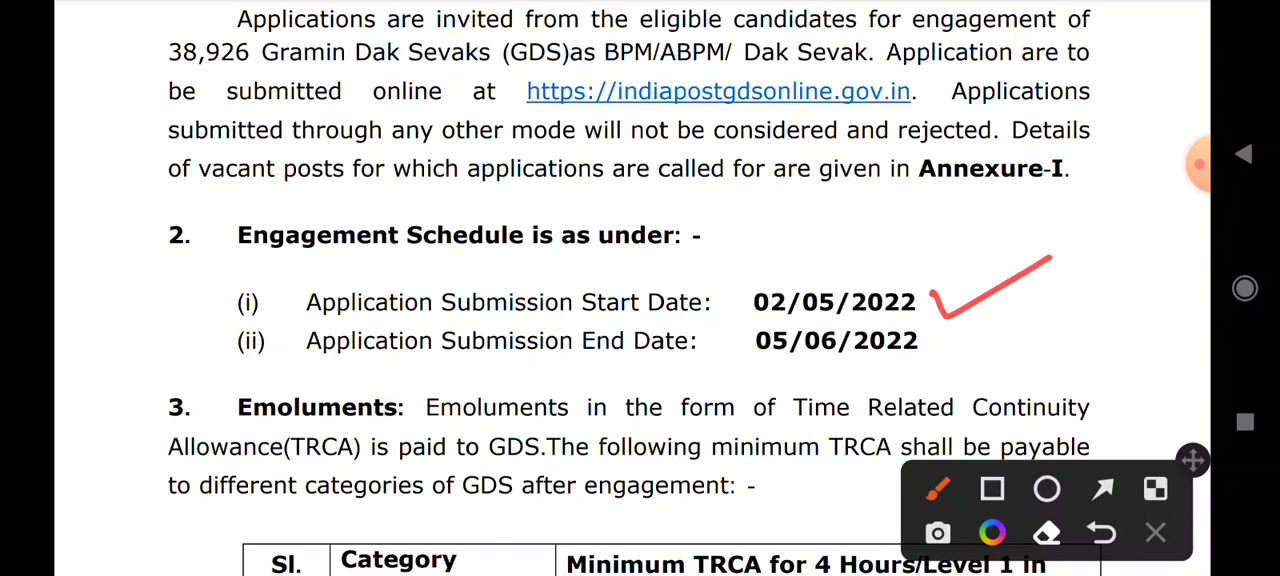 Applications are invited from the eligible candidates for engagement of
38,926 Gramin Dak Sevaks (GDS)as BPM/ABPM/ Dak Sevak. Application are to
be submitted online at https://indiapostgdsonline.gov.in. Applications
submitted through any other mode will not be considered and rejected. Details
of vacant posts for which applications are called for are given in Annexure-I.
2. Engagement Schedule is as under: -
(i) Application Submission Start Date: 02/05/2022
(ii) Application Submission End Date: 05/06/2022
3. Emoluments: Emoluments in the form of Time Related Continuity
Allowance(TRCA) is paid to GDS.The following minimum TRCA shall be payable
to different categories of GDS after engagement: -
Sl. Category Minimum TRCA for 4 Hours/Level 1 in